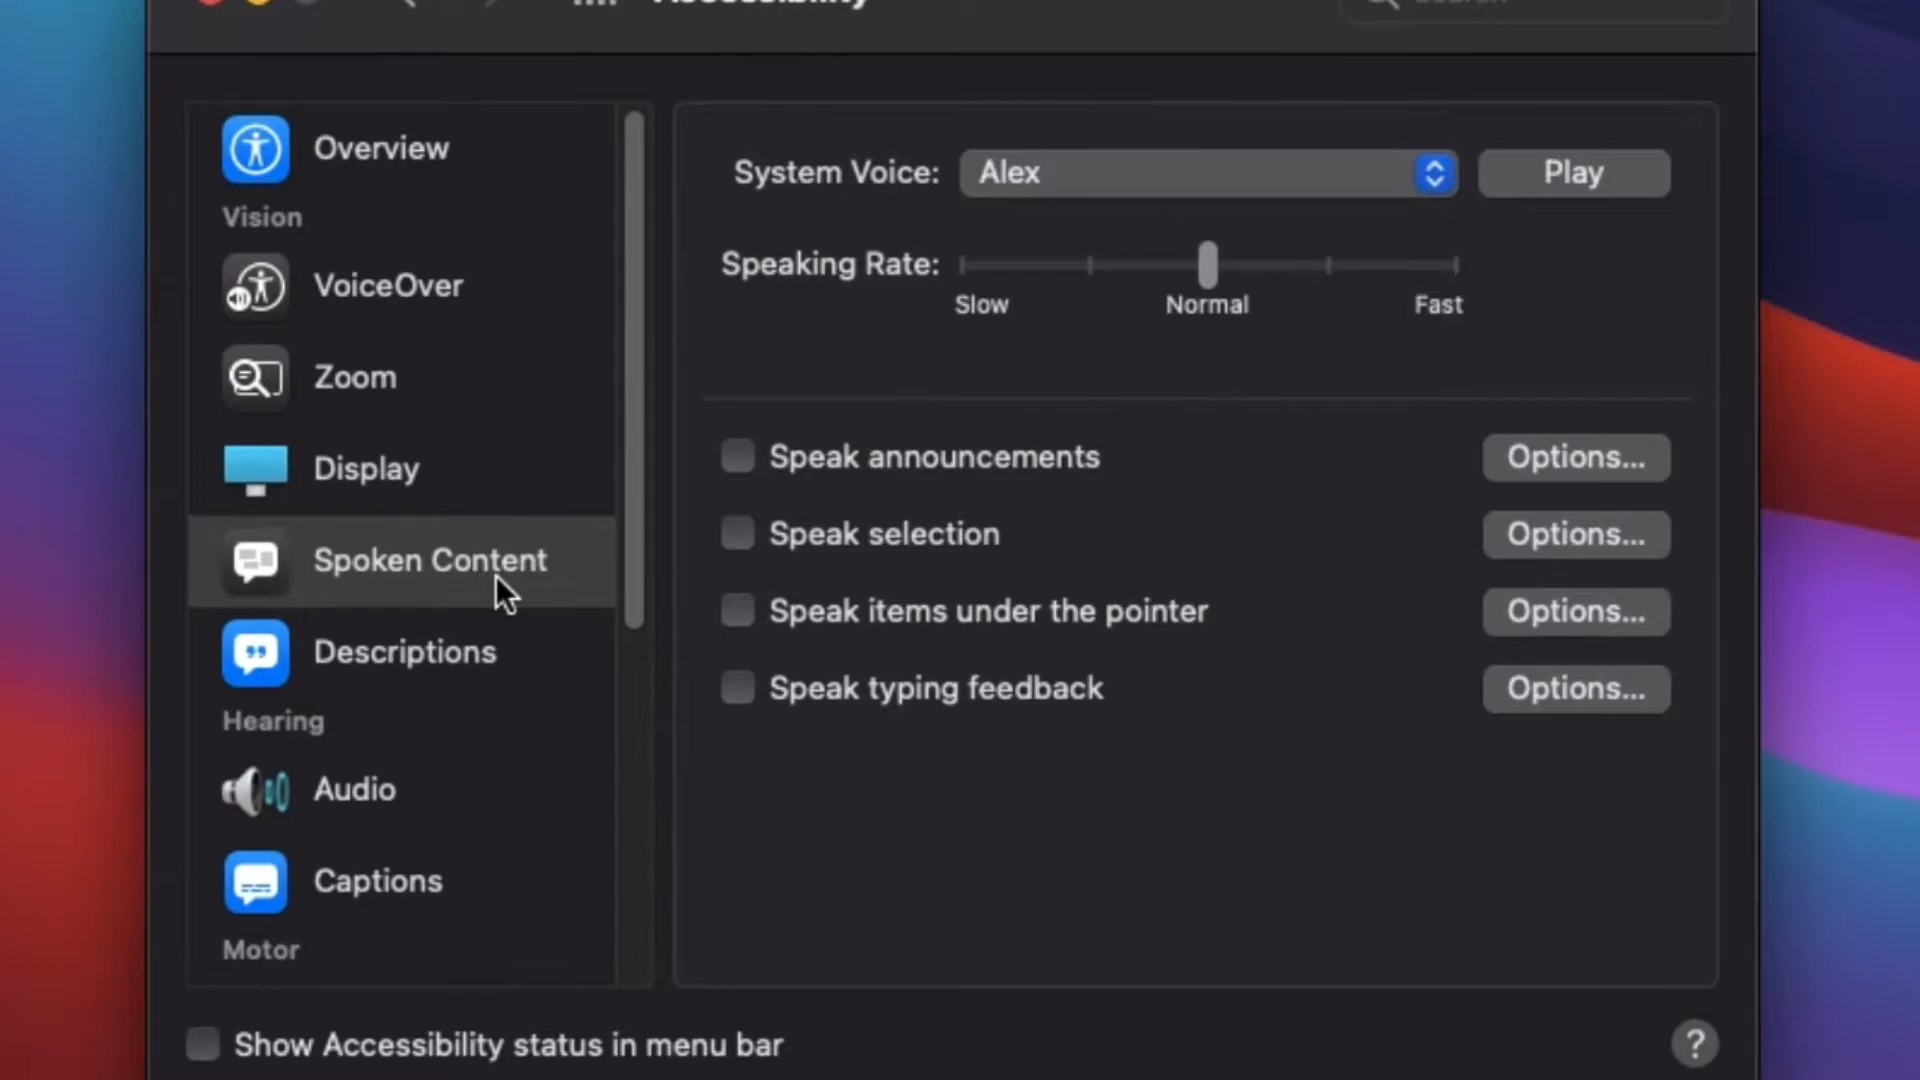 Accessibility
Search
Overview
Vision
VoiceOver
Zoom
Display
Spoken Content
Descriptions
Hearing
Audio
Captions
Motor
System Voice: Alex Play
Speaking Rate:
Slow Normal Fast
Speak announcements Options...
Speak selection Options...
Speak items under the pointer Options...
Speak typing feedback Options...
Show Accessibility status in menu bar ?